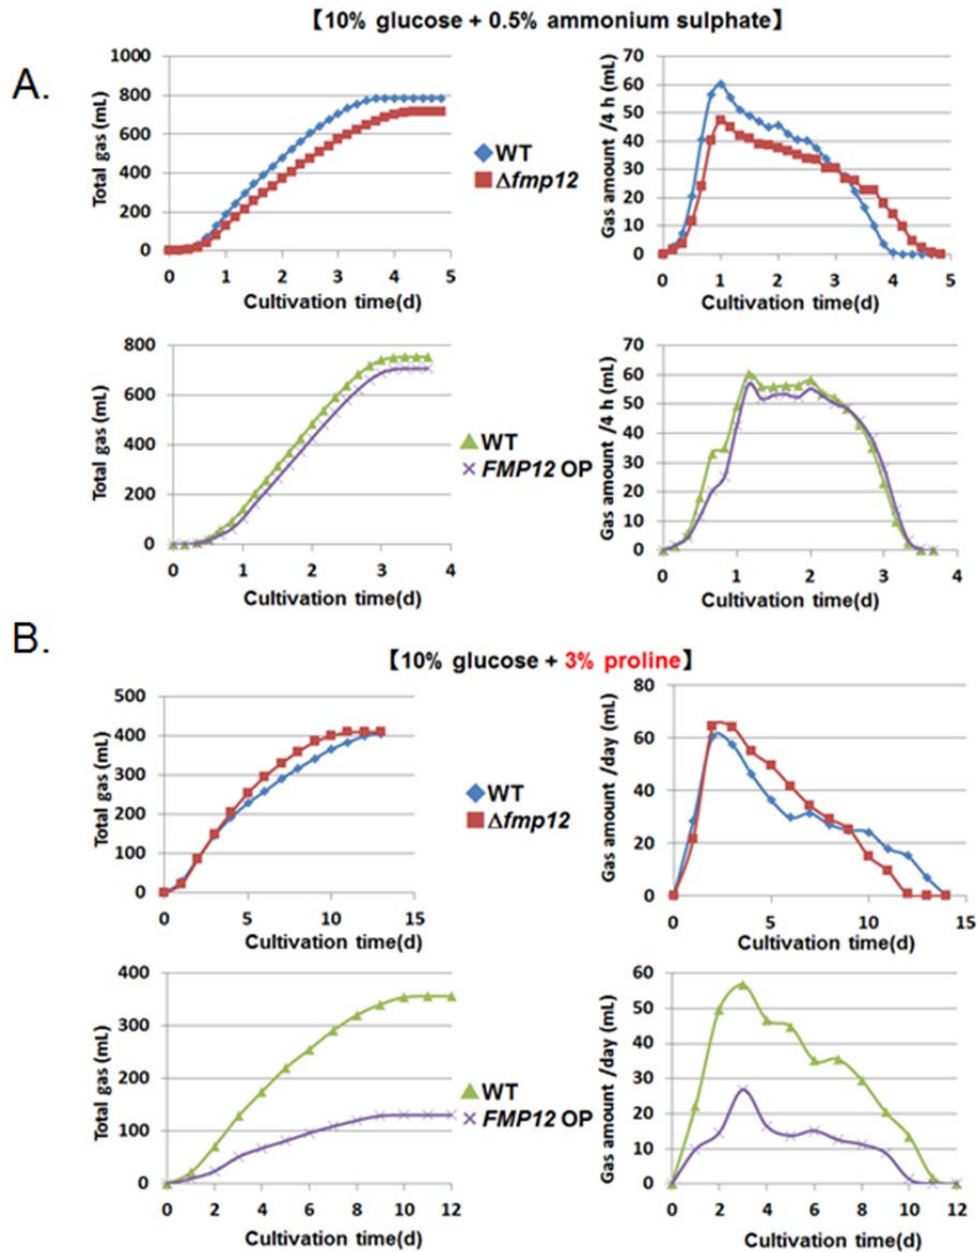 【10% glucose + 0.5% ammonium sulphate】
A.
Total gas (mL)
1000
800
600
400
200
0
0 1 2 3 4 5
Cultivation time(d)
WT
Δfmp12
Gas amount /4 h (mL)
70
60
50
40
30
20
10
0
0 1 2 3 4 5
Cultivation time(d)
Total gas (mL)
800
600
400
200
0
0 1 2 3 4
Cultivation time(d)
WT
FMP12 OP
Gas amount /4 h (mL)
70
60
50
40
30
20
10
0
0 1 2 3 4
Cultivation time(d)
B.
【10% glucose + 3% proline】
Total gas (mL)
500
400
300
200
100
0
0 5 10 15
Cultivation time(d)
WT
Δfmp12
Gas amount /day (mL)
80
60
40
20
0
0 5 10 15
Cultivation time(d)
Total gas (mL)
400
300
200
100
0
0 2 4 6 8 10 12
Cultivation time(d)
WT
FMP12 OP
Gas amount /day (mL)
60
50
40
30
20
10
0
0 2 4 6 8 10 12
Cultivation time(d)